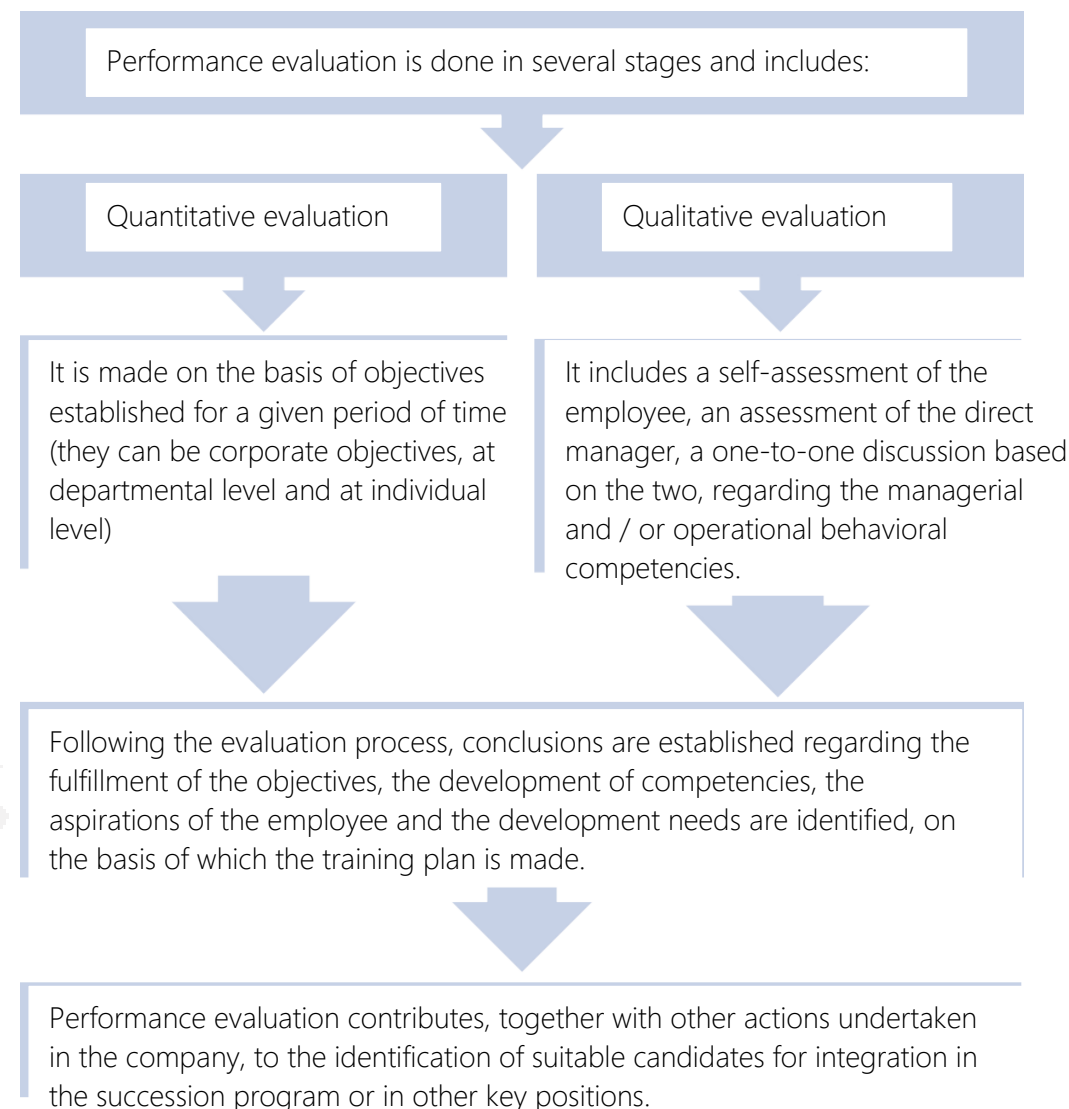 Performance evaluation is done in several stages and includes:
Quantitative evaluation
Qualitative evaluation
It is made on the basis of objectives
established for a given period of time
(they can be corporate objectives, at
departmental level and at individual
level)
It includes a self-assessment of the
employee, an assessment of the direct
manager, a one-to-one discussion based
on the two, regarding the managerial
and / or operational behavioral
competencies.
Following the evaluation process, conclusions are established regarding the
fulfillment of the objectives, the development of competencies, the
aspirations of the employee and the development needs are identified, on
the basis of which the training plan is made.
Performance evaluation contributes, together with other actions undertaken
in the company, to the identification of suitable candidates for integration in
the succession program or in other key positions.